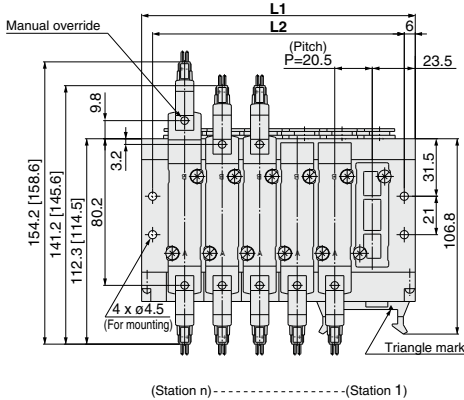 L1
L2
6
Manual override
(Pitch)
P=20.5
23.5
9.8
3.2
80.2
154.2 [158.6]
141.2 [145.6]
112.3 [114.5]
31.5
21
106.8
B B B B B
A A A A A
4 x ø4.5
(For mounting)
Triangle mark
(Station n)----------------------(Station 1)